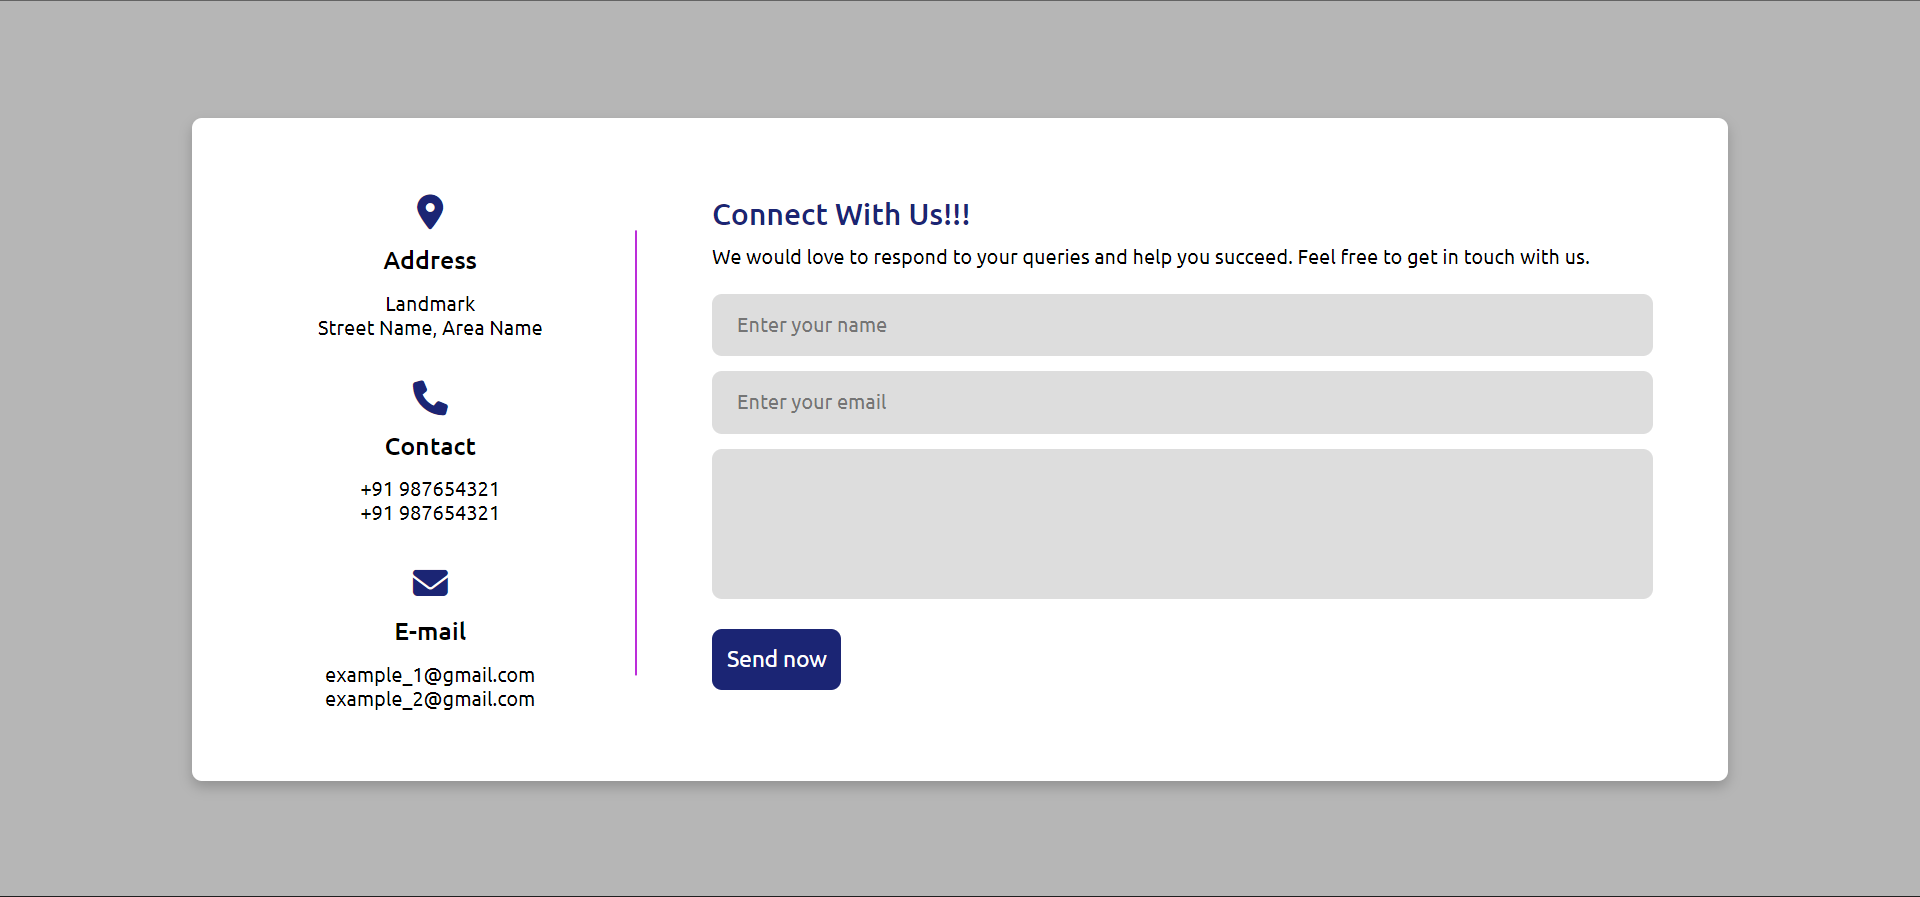 Address
Landmark
Street Name, Area Name
Contact
+91 987654321
+91 987654321
E-mail
example_1@gmail.com
example_2@gmail.com
Connect With Us!!!
We would love to respond to your queries and help you succeed. Feel free to get in touch with us.
Enter your name
Enter your email
Send now